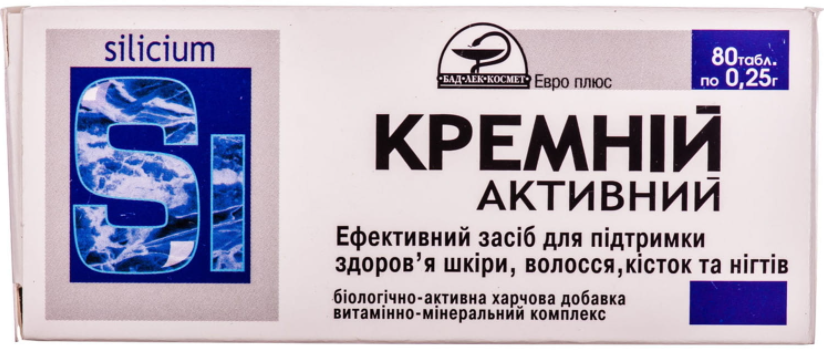 silicium
Si
БАД·ЛЕК·КОСМЕТ
Евро плюс
80табл.
по 0,25г
КРЕМНІЙ
АКТИВНИЙ
Ефективний засіб для підтримки
здоров'я шкіри, волосся,кісток та нігтів
біологічно-активна харчова добавка
витамінно-мінеральний комплекс